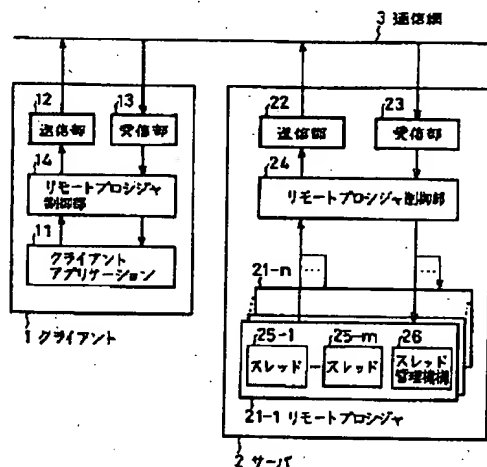 3 通信網
12
13
送信部
受信部
14
リモートプロシジャ
制御部
11
クライアント
アプリケーション
1 クライアント
22
23
送信部
受信部
24
リモートプロシジャ制御部
21-n
25-1
25-m
26
スレッド
スレッド
スレッド
管理機構
21-1 リモートプロシジャ
2 サーバ